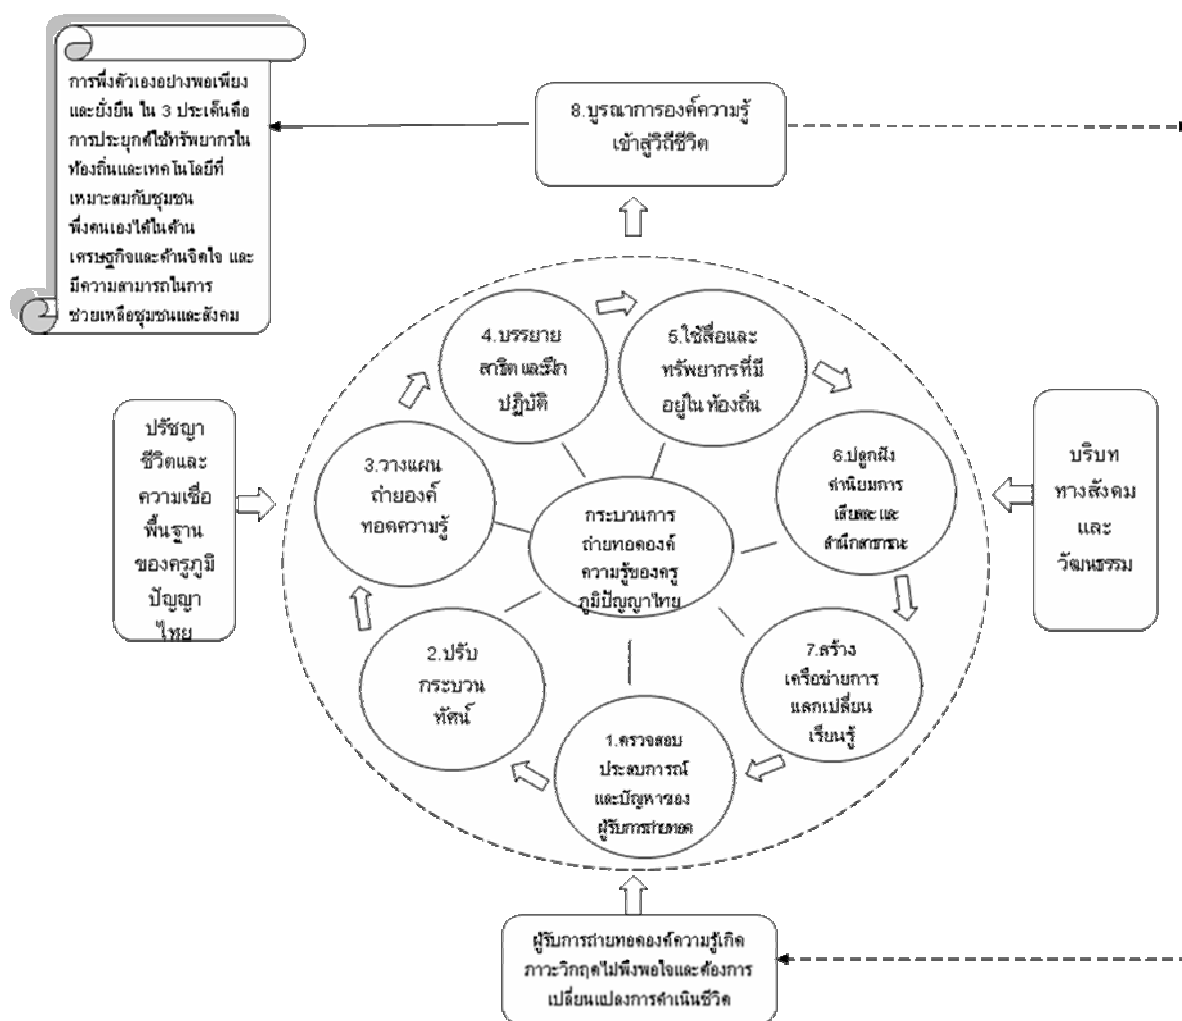 การพึ่งตัวเองอย่างพอเพียง
และยั่งยืน ใน 3 ประเด็นคือ
การประยุกต์ใช้ทรัพยากรใน
ท้องถิ่นและเทคโนโลยีที่
เหมาะสมกับชุมชน
พึ่งตนเองได้ในด้าน
เศรษฐกิจและด้านจิตใจ และ
มีความสามารถในการ
ช่วยเหลือชุมชนและสังคม
8.บูรณาการองค์ความรู้
เข้าสู่วิถีชีวิต
4.บรรยาย
สาธิต และฝึก
ปฏิบัติ
5.ใช้สื่อและ
ทรัพยากรที่มี
อยู่ใน ท้องถิ่น
ปรัชญา
ชีวิตและ
ความเชื่อ
พื้นฐาน
ของครูภูมิ
ปัญญา
ไทย
3.วางแผน
ถ่ายองค์
ทอดความรู้
กระบวนการ
ถ่ายทอดองค์
ความรู้ของครู
ภูมิปัญญาไทย
6.ปลูกฝัง
ค่านิยมการ
เสียสละ และ
สำนึกสาธารณะ
บริบท
ทางสังคม
และ
วัฒนธรรม
2.ปรับ
กระบวน
ทัศน์
7.สร้าง
เครือข่ายการ
แลกเปลี่ยน
เรียนรู้
1.ตรวจสอบ
ประสบการณ์
และปัญหาของ
ผู้รับการถ่ายทอด
ผู้รับการถ่ายทอดองค์ความรู้เกิด
ภาวะวิกฤตไม่พึงพอใจและต้องการ
เปลี่ยนแปลงการดำเนินชีวิต